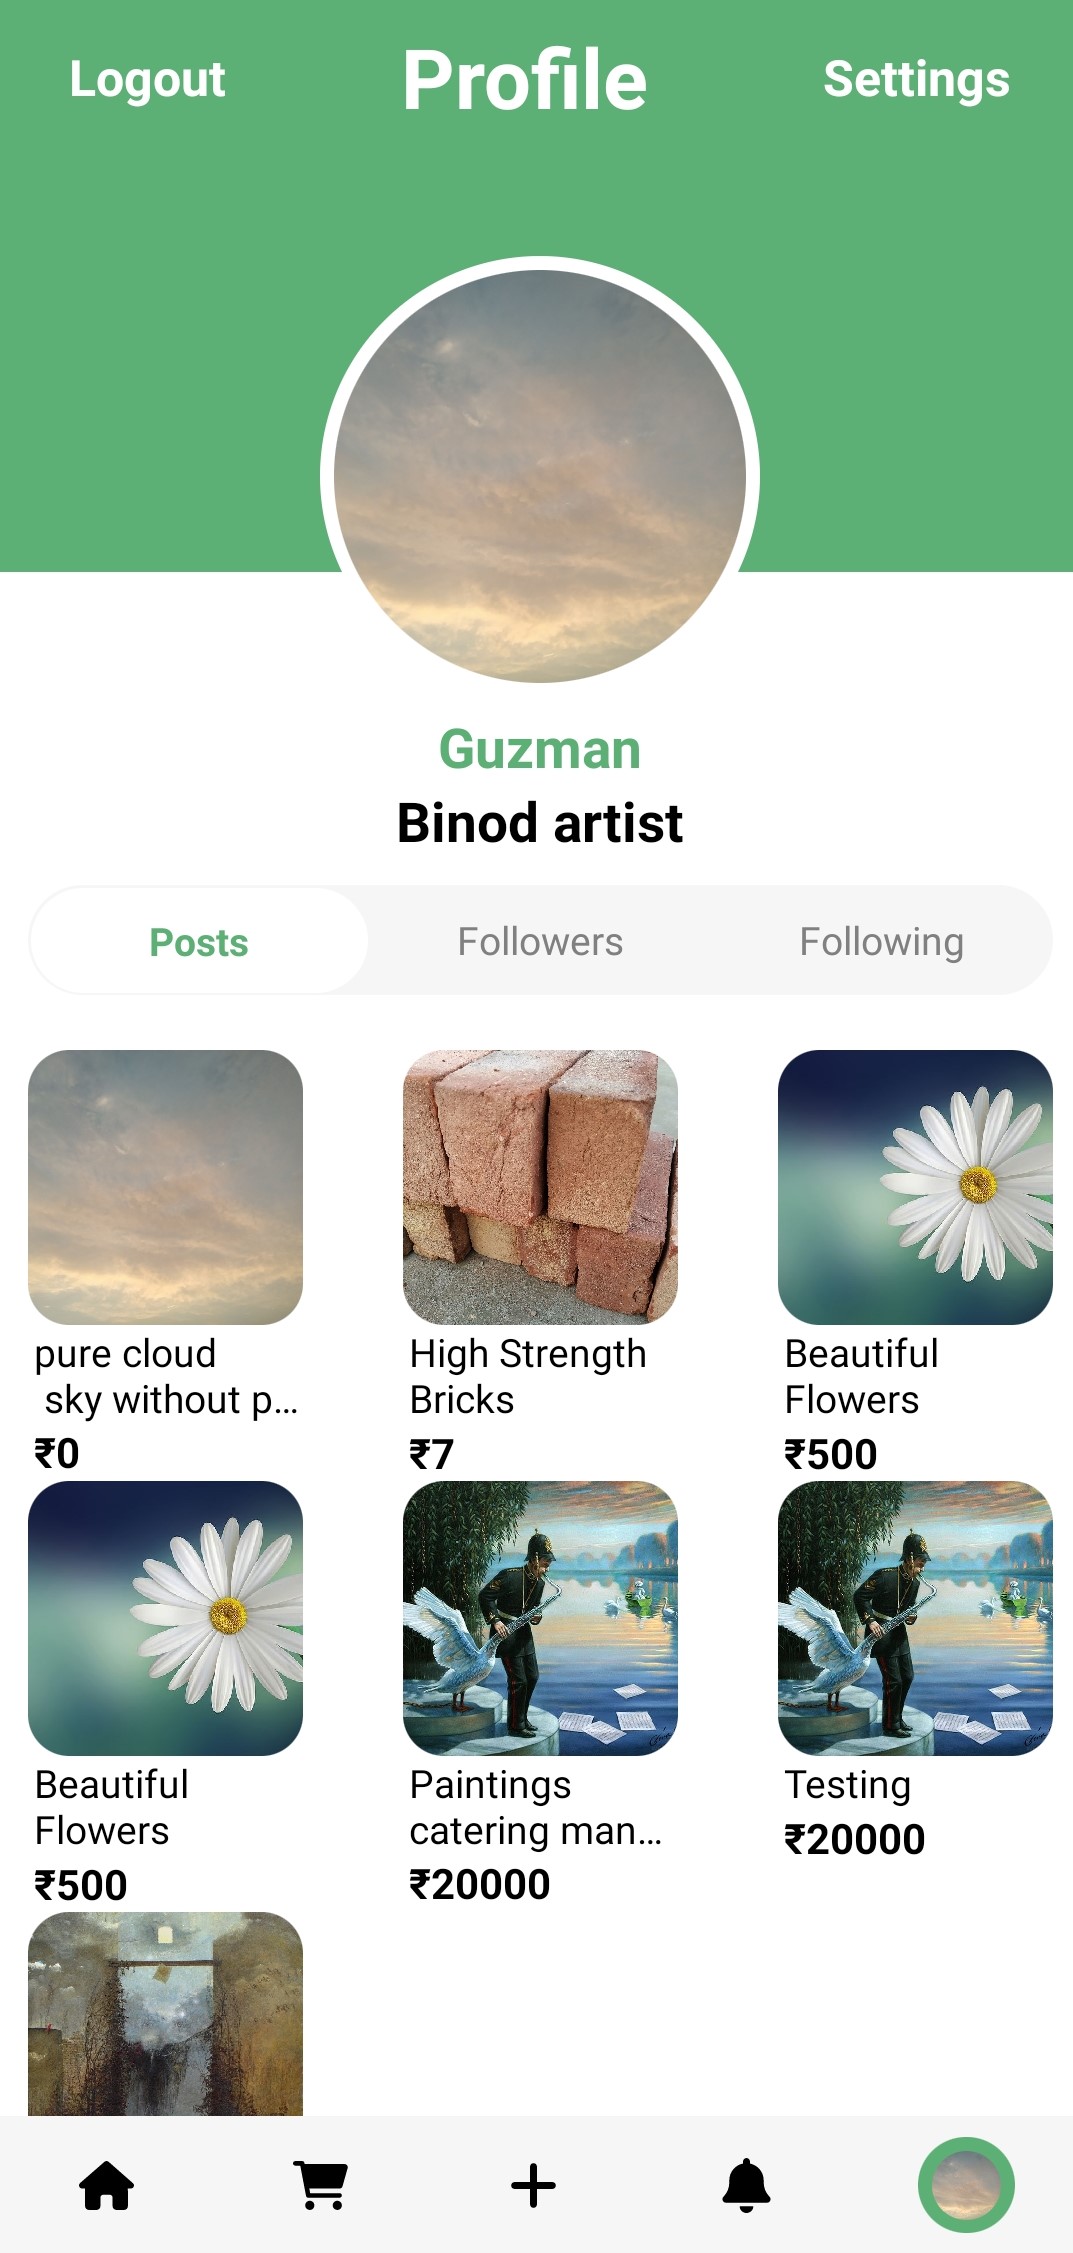 Logout Profile Settings
Guzman
Binod artist
Posts Followers Following
pure cloud
sky without p...
₹0
High Strength
Bricks
₹7
Beautiful
Flowers
₹500
Beautiful
Flowers
₹500
Paintings
catering man...
₹20000
Testing
₹20000